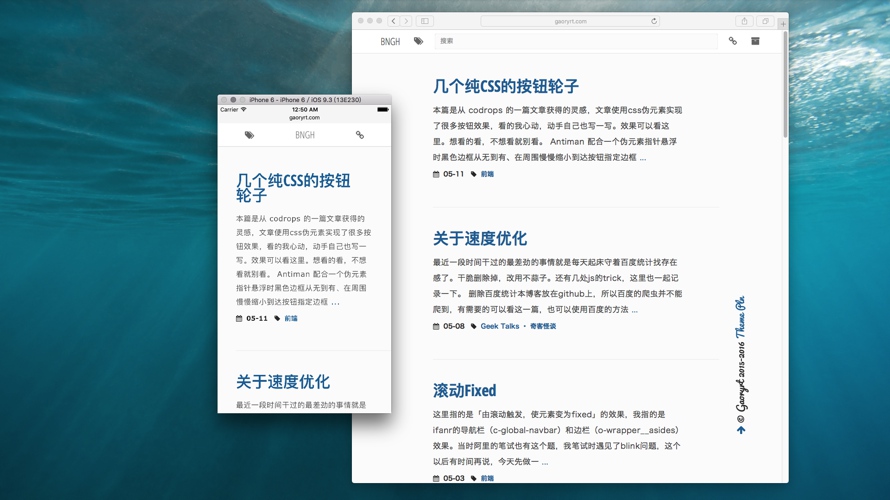 gaoryrt.com
BNGH
搜索
几个纯CSS的按钮轮子
本篇是从 codrops 的一篇文章获得的灵感，文章使用css伪元素实现
了很多按钮效果，看的我心动，动手自己也写一写。效果可以看这
里。想看的看，不想看就别看。 Antiman 配合一个伪元素指针悬浮
时黑色边框从无到有、在周围慢慢缩小到达按钮指定边框 ...
05-11 前端
关于速度优化
最近一段时间干过的最差劲的事情就是每天起床守着百度统计找存在
感了。干脆删除掉，改用不蒜子。还有几处js的trick，这里也一起记
录一下。 删除百度统计本博客放在github上，所以百度的爬虫并不能
爬到，有需要的可以看这一篇，也可以使用百度的方法 ...
05-08 Geek Talks · 奇客怪谈
滚动Fixed
这里指的是「由滚动触发，使元素变为fixed」的效果，我指的是
ifanr的导航栏（c-global-navbar）和边栏（o-wrapper__asides）
效果。当时阿里的笔试也有这个题，我笔试时遇见了blink问题，这个
以后有时间再说，今天先做一 ...
05-03 前端
© Gaoryrt 2015-2016 Theme Pln
iPhone 6 - iPhone 6 / iOS 9.3 (13E230)
Carrier 12:50 AM
gaoryrt.com
BNGH
几个纯CSS的按钮
轮子
本篇是从 codrops 的一篇文章获得的
灵感，文章使用css伪元素实现了很多按
钮效果，看的我心动，动手自己也写一
写。效果可以看这里。想看的看，不想
看就别看。 Antiman 配合一个伪元素
指针悬浮时黑色边框从无到有、在周围
慢慢缩小到达按钮指定边框 ...
05-11 前端
关于速度优化
最近一段时间干过的最差劲的事情就是